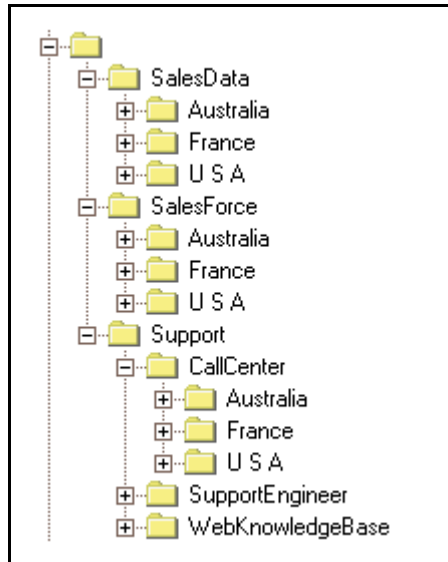 SalesData
Australia
France
U S A
SalesForce
Australia
France
U S A
Support
CallCenter
Australia
France
U S A
SupportEngineer
WebKnowledgeBase